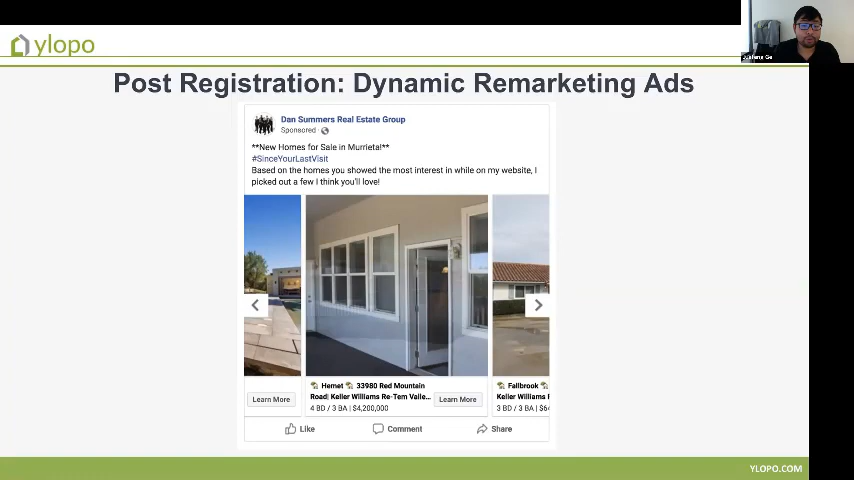 ylopo
Post Registration: Dynamic Remarketing Ads
Dan Summers Real Estate Group
Sponsored ·
**New Homes for Sale in Murrieta!**
#SinceYourLastVisit
Based on the homes you showed the most interest in while on my website, I
picked out a few I think you'll love!
Learn More
Hemet 33980 Red Mountain
Road| Keller Williams Re-Tem Valle...
4 BD / 3 BA | $4,200,000
Learn More
Fallbrook
Keller Williams
3 BD / 3 BA | $6
Like
Comment
Share
YLOPO.COM